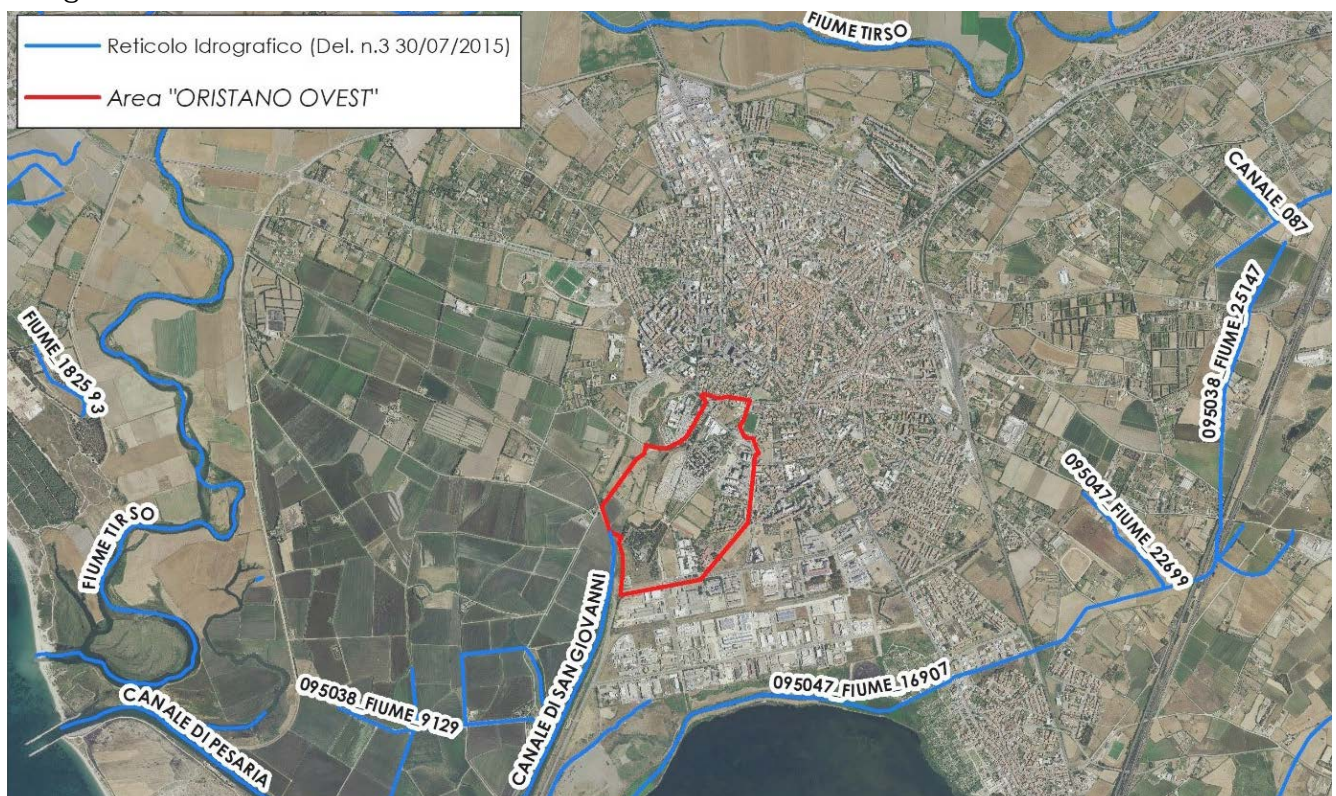 Reticolo Idrografico (Del. n.3 30/07/2015)
Area "ORISTANO OVEST"
FIUME TIRSO
CANALE_087
095038_FIUME_25147
FIUME_182593
095047_FIUME_22699
FIUME TIRSO
CANALE DI SAN GIOVANNI
095038_FIUME_9129
095047_FIUME_16907
CANALE DI PESARIA